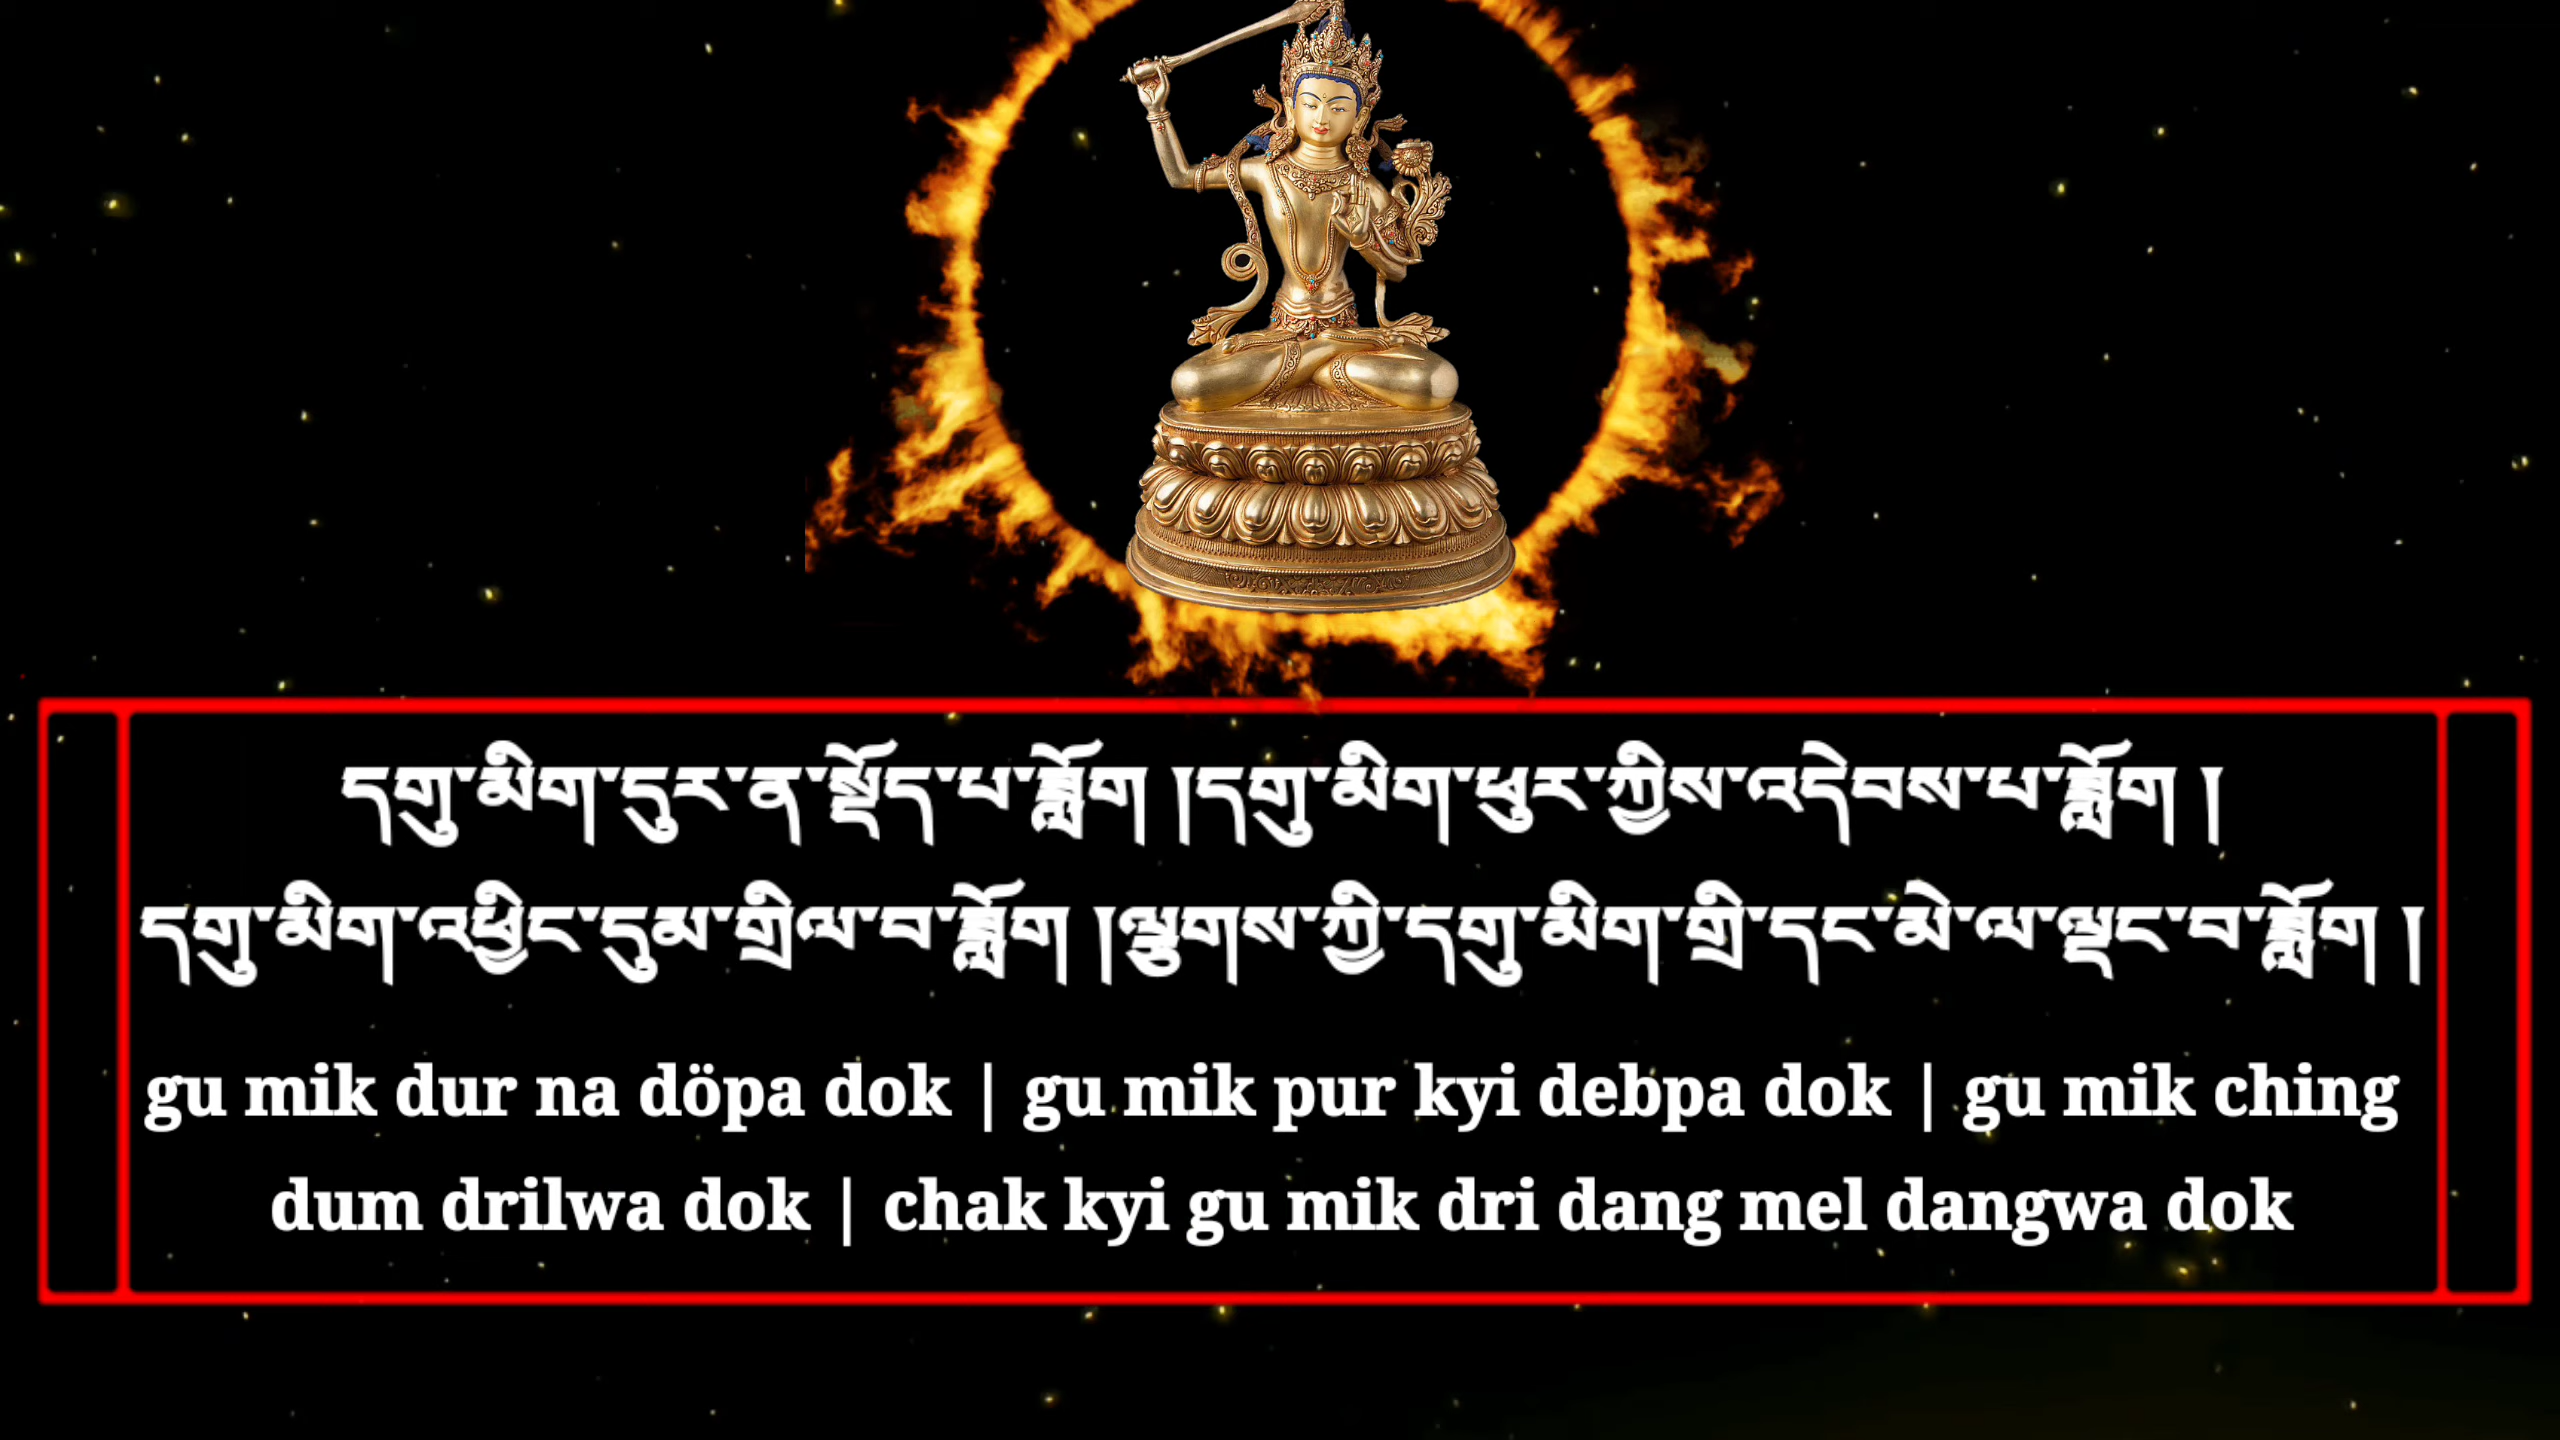 དགུ་མིག་དུར་ན་སྡོད་པ་བློག །དགུ་མིག་ཕུར་ཀྱིས་འདེབས་པ་བློག །
དགུ་མིག་འཕྱིང་དུམ་གྲིལ་བ་བློག །ལྕགས་ཀྱི་དགུ་མིག་གྲི་དང་མེ་ལ་ལྡང་བ་བློག །
gu mik dur na döpa dok | gu mik pur kyi debpa dok | gu mik ching
dum drilwa dok | chak kyi gu mik dri dang mel dangwa dok